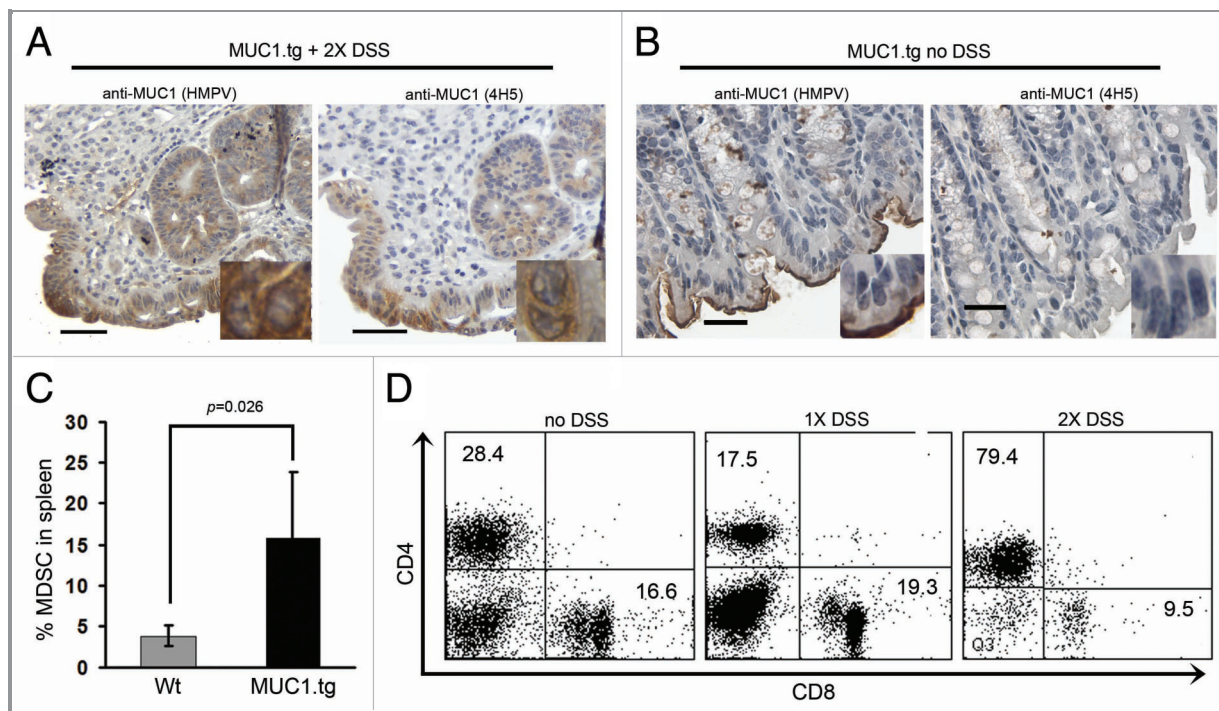 A
MUC1.tg + 2X DSS
anti-MUC1 (HMPV)
anti-MUC1 (4H5)
B
MUC1.tg no DSS
anti-MUC1 (HMPV)
anti-MUC1 (4H5)
C
p=0.026
% MDSC in spleen
30
25
20
15
10
5
0
Wt
MUC1.tg
D
no DSS
1X DSS
2X DSS
28.4
17.5
79.4
16.6
19.3
9.5
Q3
CD4
CD8